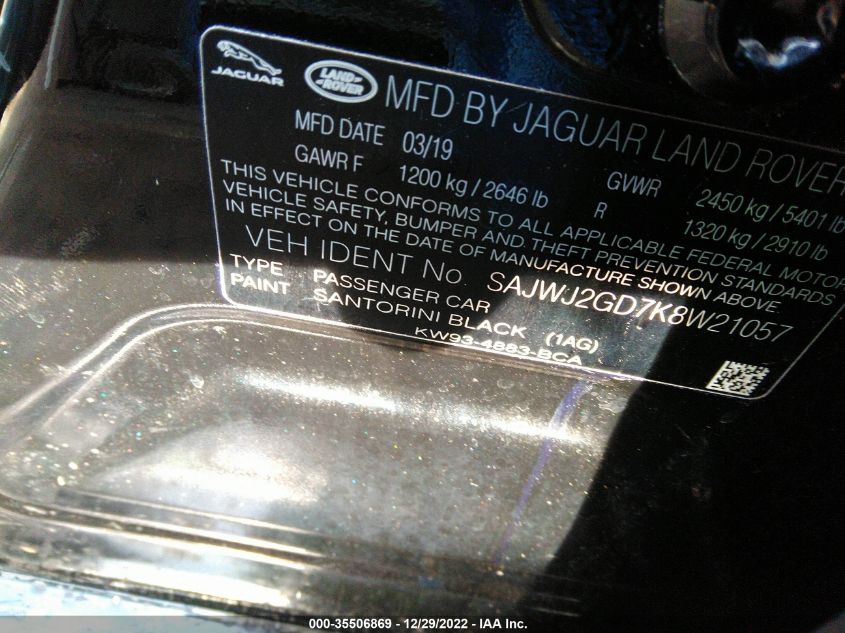 JAGUAR LAND ROVER MFD BY JAGUAR LAND ROVER
MFD DATE 03/19 GVWR 2450 kg / 5401 lb
GAWR F 1200 kg / 2646 lb R 1320 kg / 2910 lb
THIS VEHICLE CONFORMS TO ALL APPLICABLE FEDERAL MOTOR
VEHICLE SAFETY, BUMPER AND THEFT PREVENTION STANDARDS
IN EFFECT ON THE DATE OF MANUFACTURE SHOWN ABOVE.
VEH IDENT No. SAJWJ2GD7K8W21057
TYPE PASSENGER CAR
PAINT SANTORINI BLACK (1AG)
KW93-4883-BCA
000-35506869 - 12/29/2022 - IAA Inc.